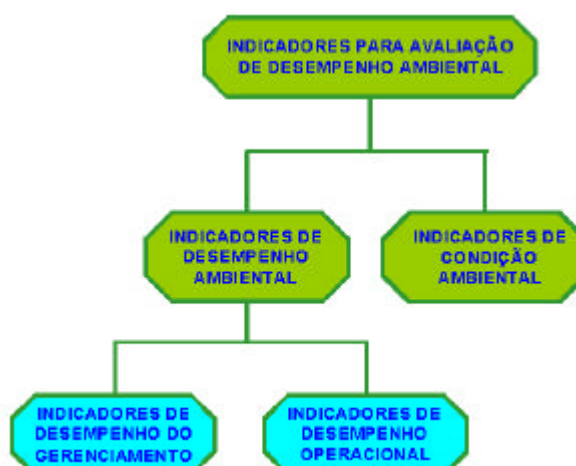 INDICADORES PARA AVALIAÇÃO
DE DESEMPENHO AMBIENTAL
INDICADORES DE
DESEMPENHO
AMBIENTAL
INDICADORES DE
CONDIÇÃO
AMBIENTAL
INDICADORES DE
DESEMPENHO DO
GERENCIAMENTO
INDICADORES DE
DESEMPENHO
OPERACIONAL